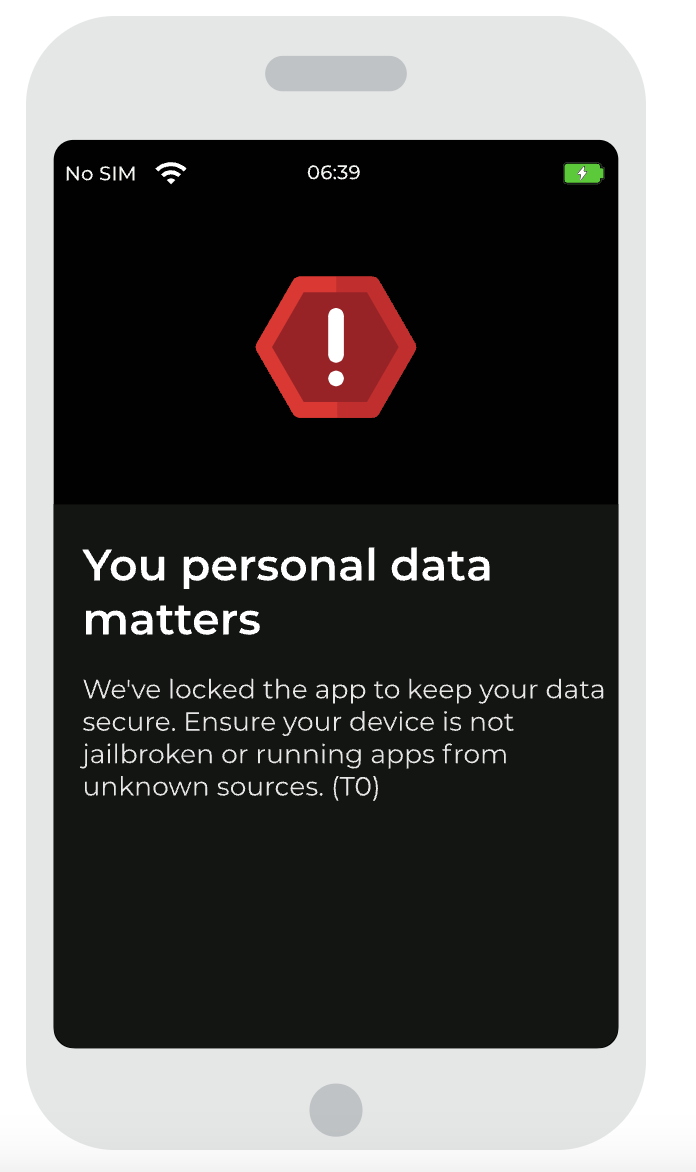 No SIM 06:39
You personal data
matters
We've locked the app to keep your data
secure. Ensure your device is not
jailbroken or running apps from
unknown sources. (T0)